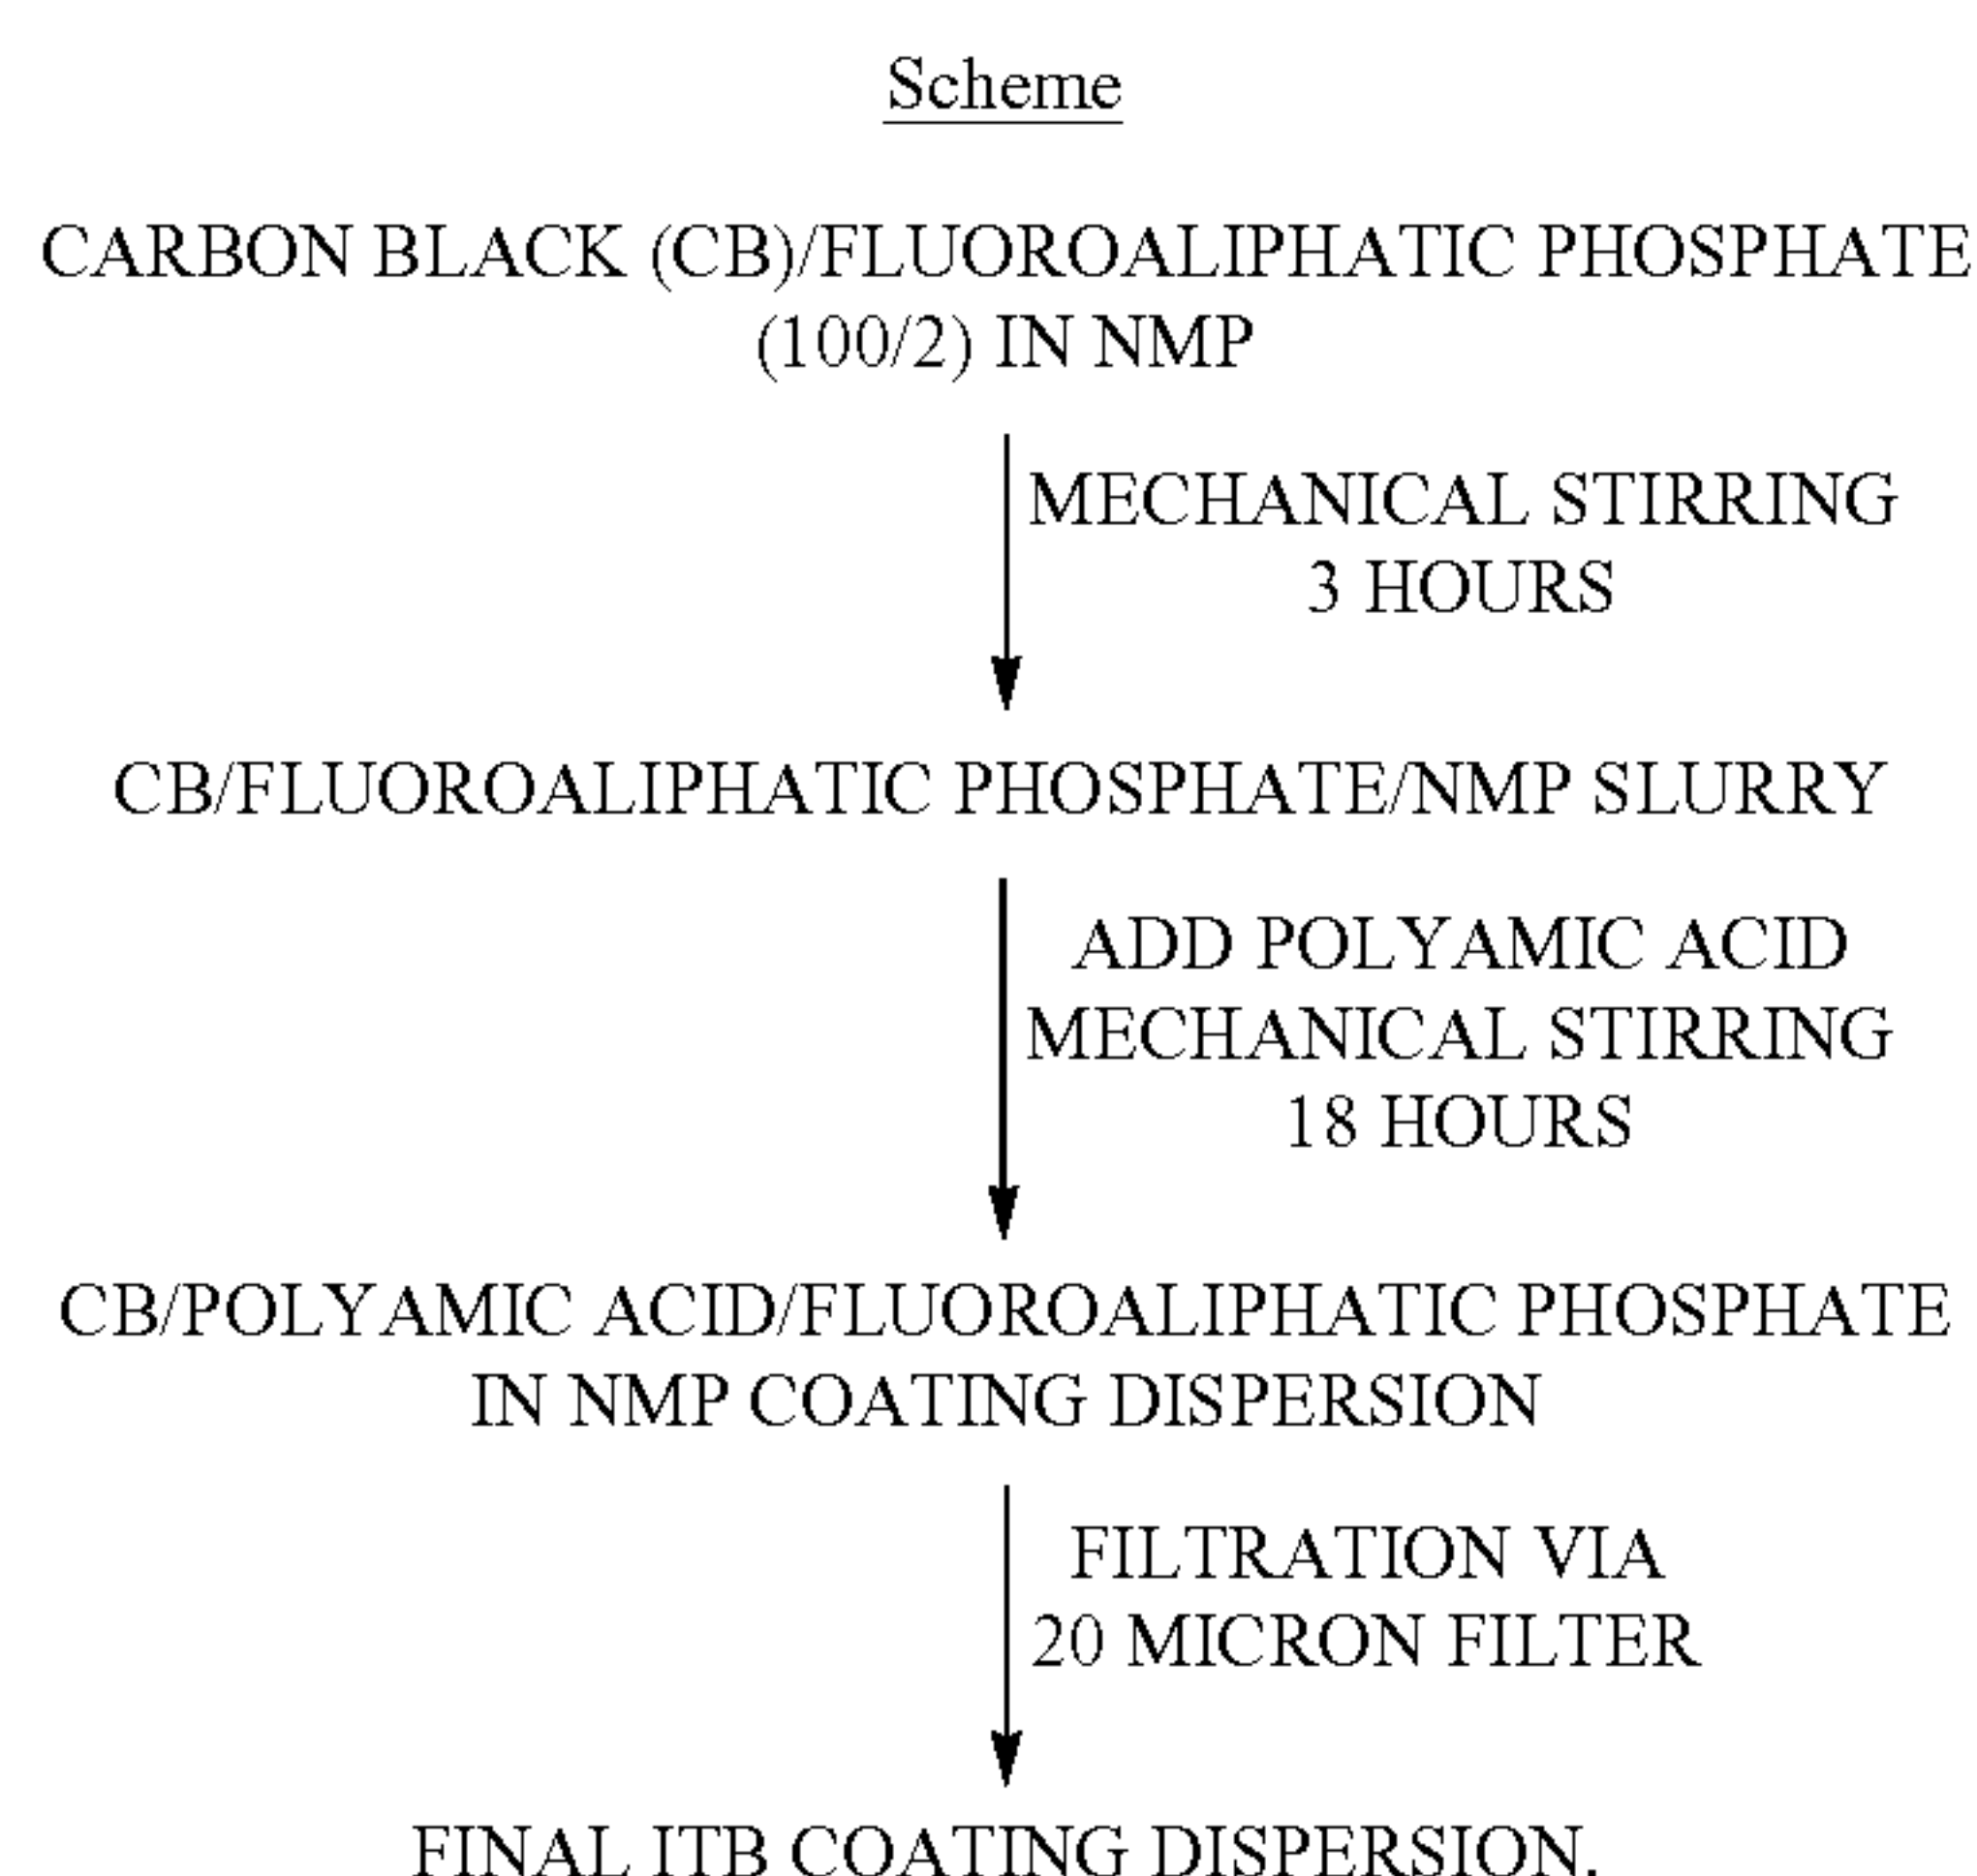 Scheme
CARBON BLACK (CB)/FLUOROALIPHATIC PHOSPHATE
(100/2) IN NMP
MECHANICAL STIRRING
3 HOURS
CB/FLUOROALIPHATIC PHOSPHATE/NMP SLURRY
ADD POLYAMIC ACID
MECHANICAL STIRRING
18 HOURS
CB/POLYAMIC ACID/FLUOROALIPHATIC PHOSPHATE
IN NMP COATING DISPERSION
FILTRATION VIA
20 MICRON FILTER
FINAL ITB COATING DISPERSION.